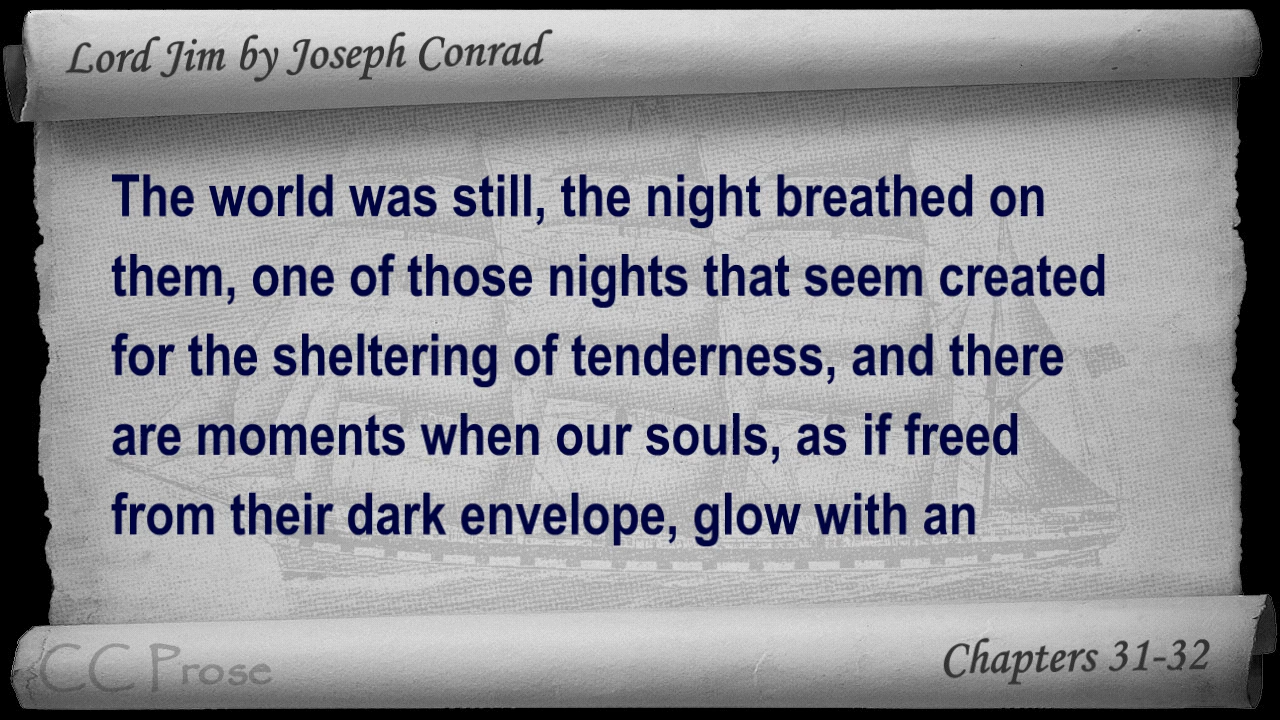 Lord Jim by Joseph Conrad
The world was still, the night breathed on
them, one of those nights that seem created
for the sheltering of tenderness, and there
are moments when our souls, as if freed
from their dark envelope, glow with an
CC Prose
Chapters 31-32